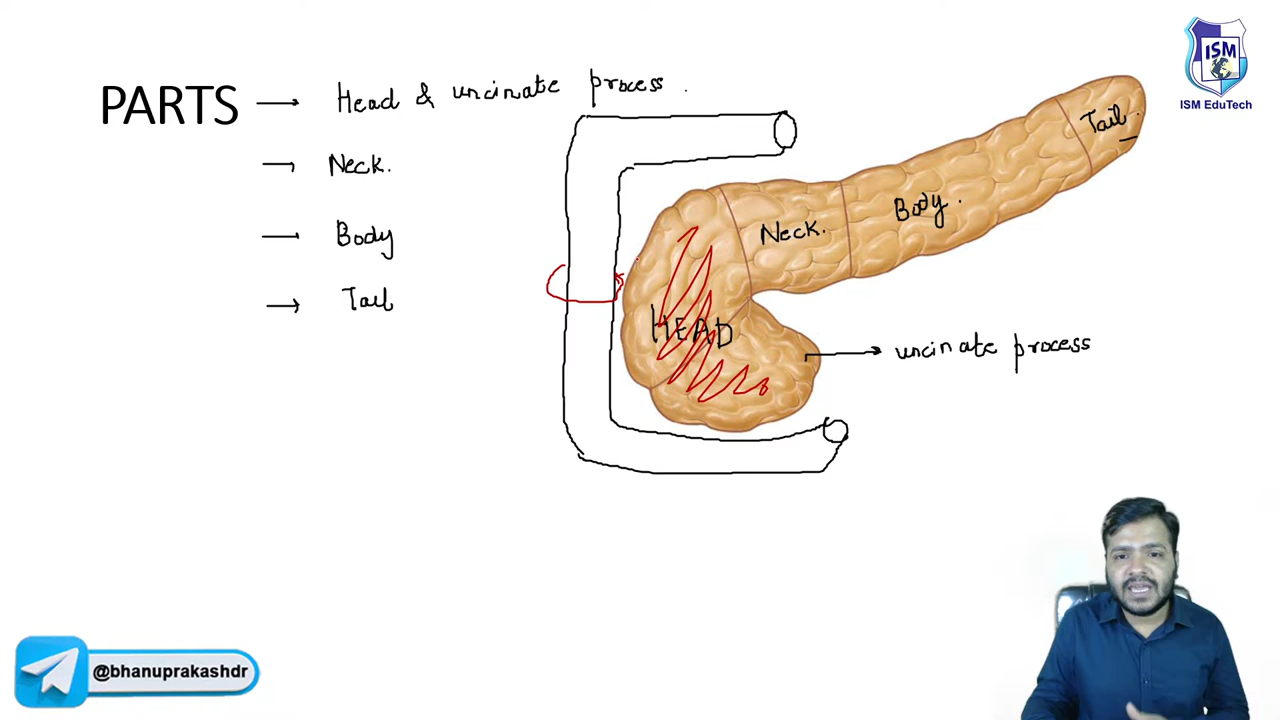 PARTS → Head & uncinate process.
→ Neck.
→ Body
→ Tail
ISM
ISM EduTech
Tail.
Body.
Neck.
HEAD
→ uncinate process
@bhanuprakashdr